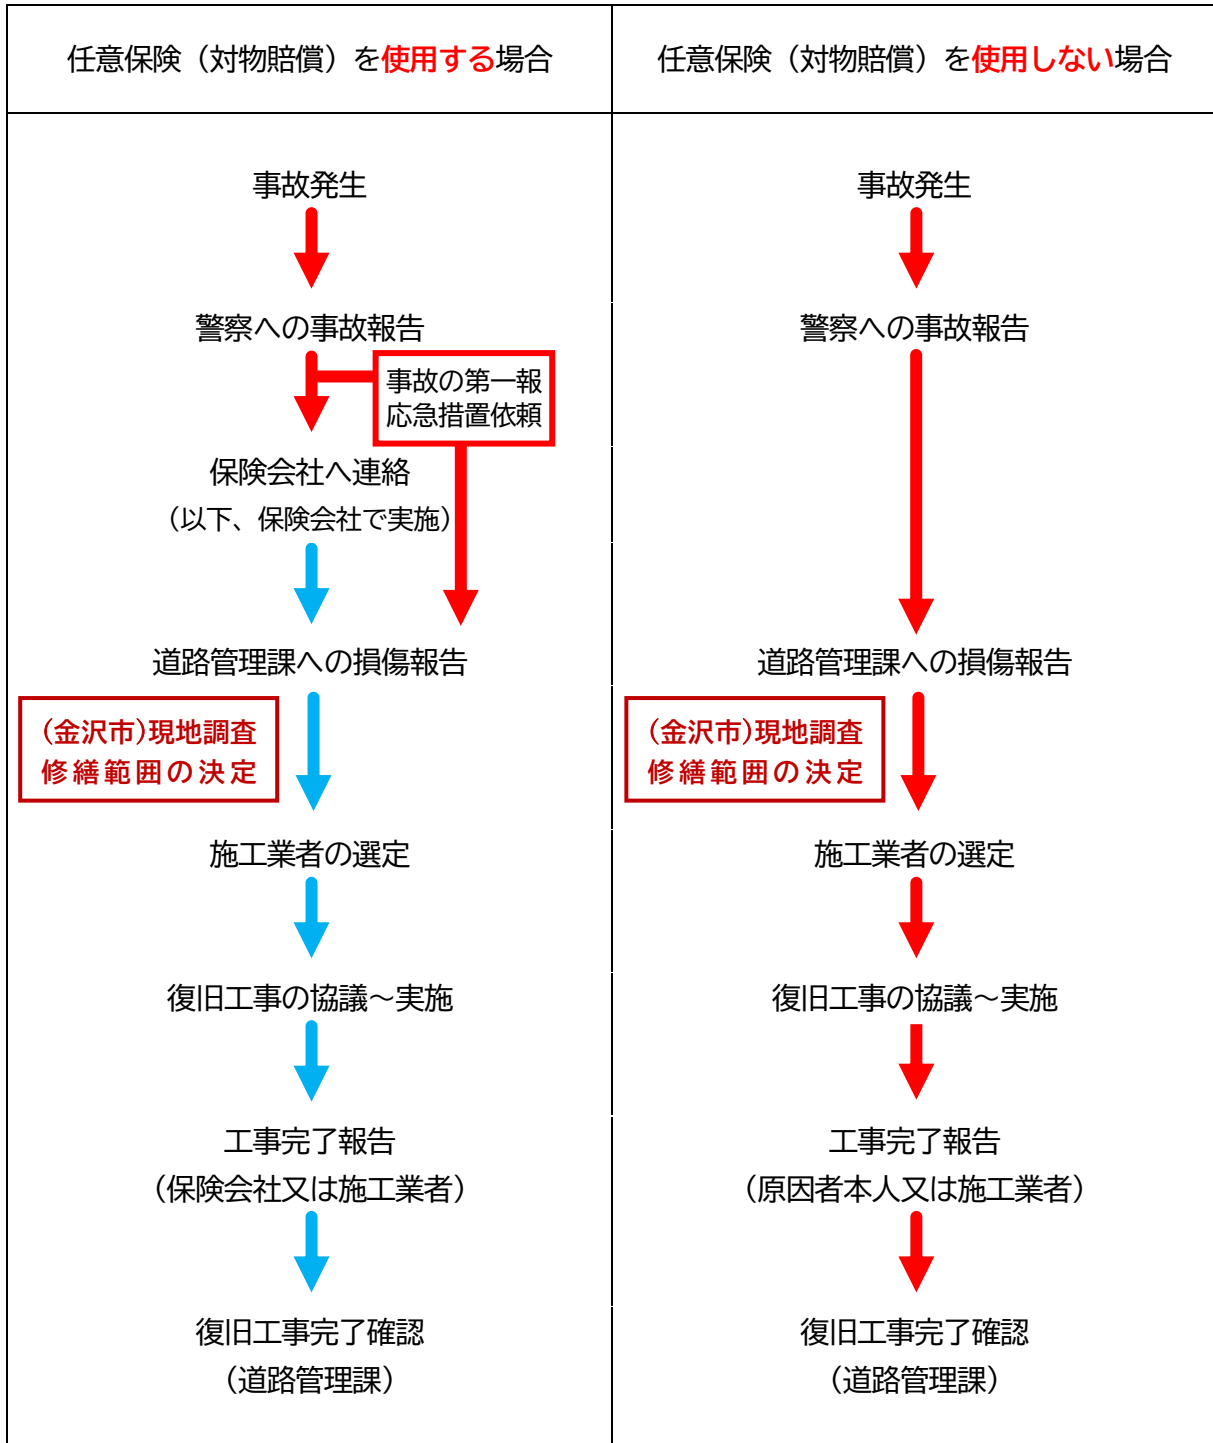 任意保険（対物賠償）を使用する場合
事故発生
警察への事故報告
事故の第一報
応急措置依頼
保険会社へ連絡
（以下、保険会社で実施）
道路管理課への損傷報告
（金沢市）現地調査
修繕範囲の決定
施工業者の選定
復旧工事の協議～実施
工事完了報告
（保険会社又は施工業者）
復旧工事完了確認
（道路管理課）
任意保険（対物賠償）を使用しない場合
事故発生
警察への事故報告
道路管理課への損傷報告
（金沢市）現地調査
修繕範囲の決定
施工業者の選定
復旧工事の協議～実施
工事完了報告
（原因者本人又は施工業者）
復旧工事完了確認
（道路管理課）